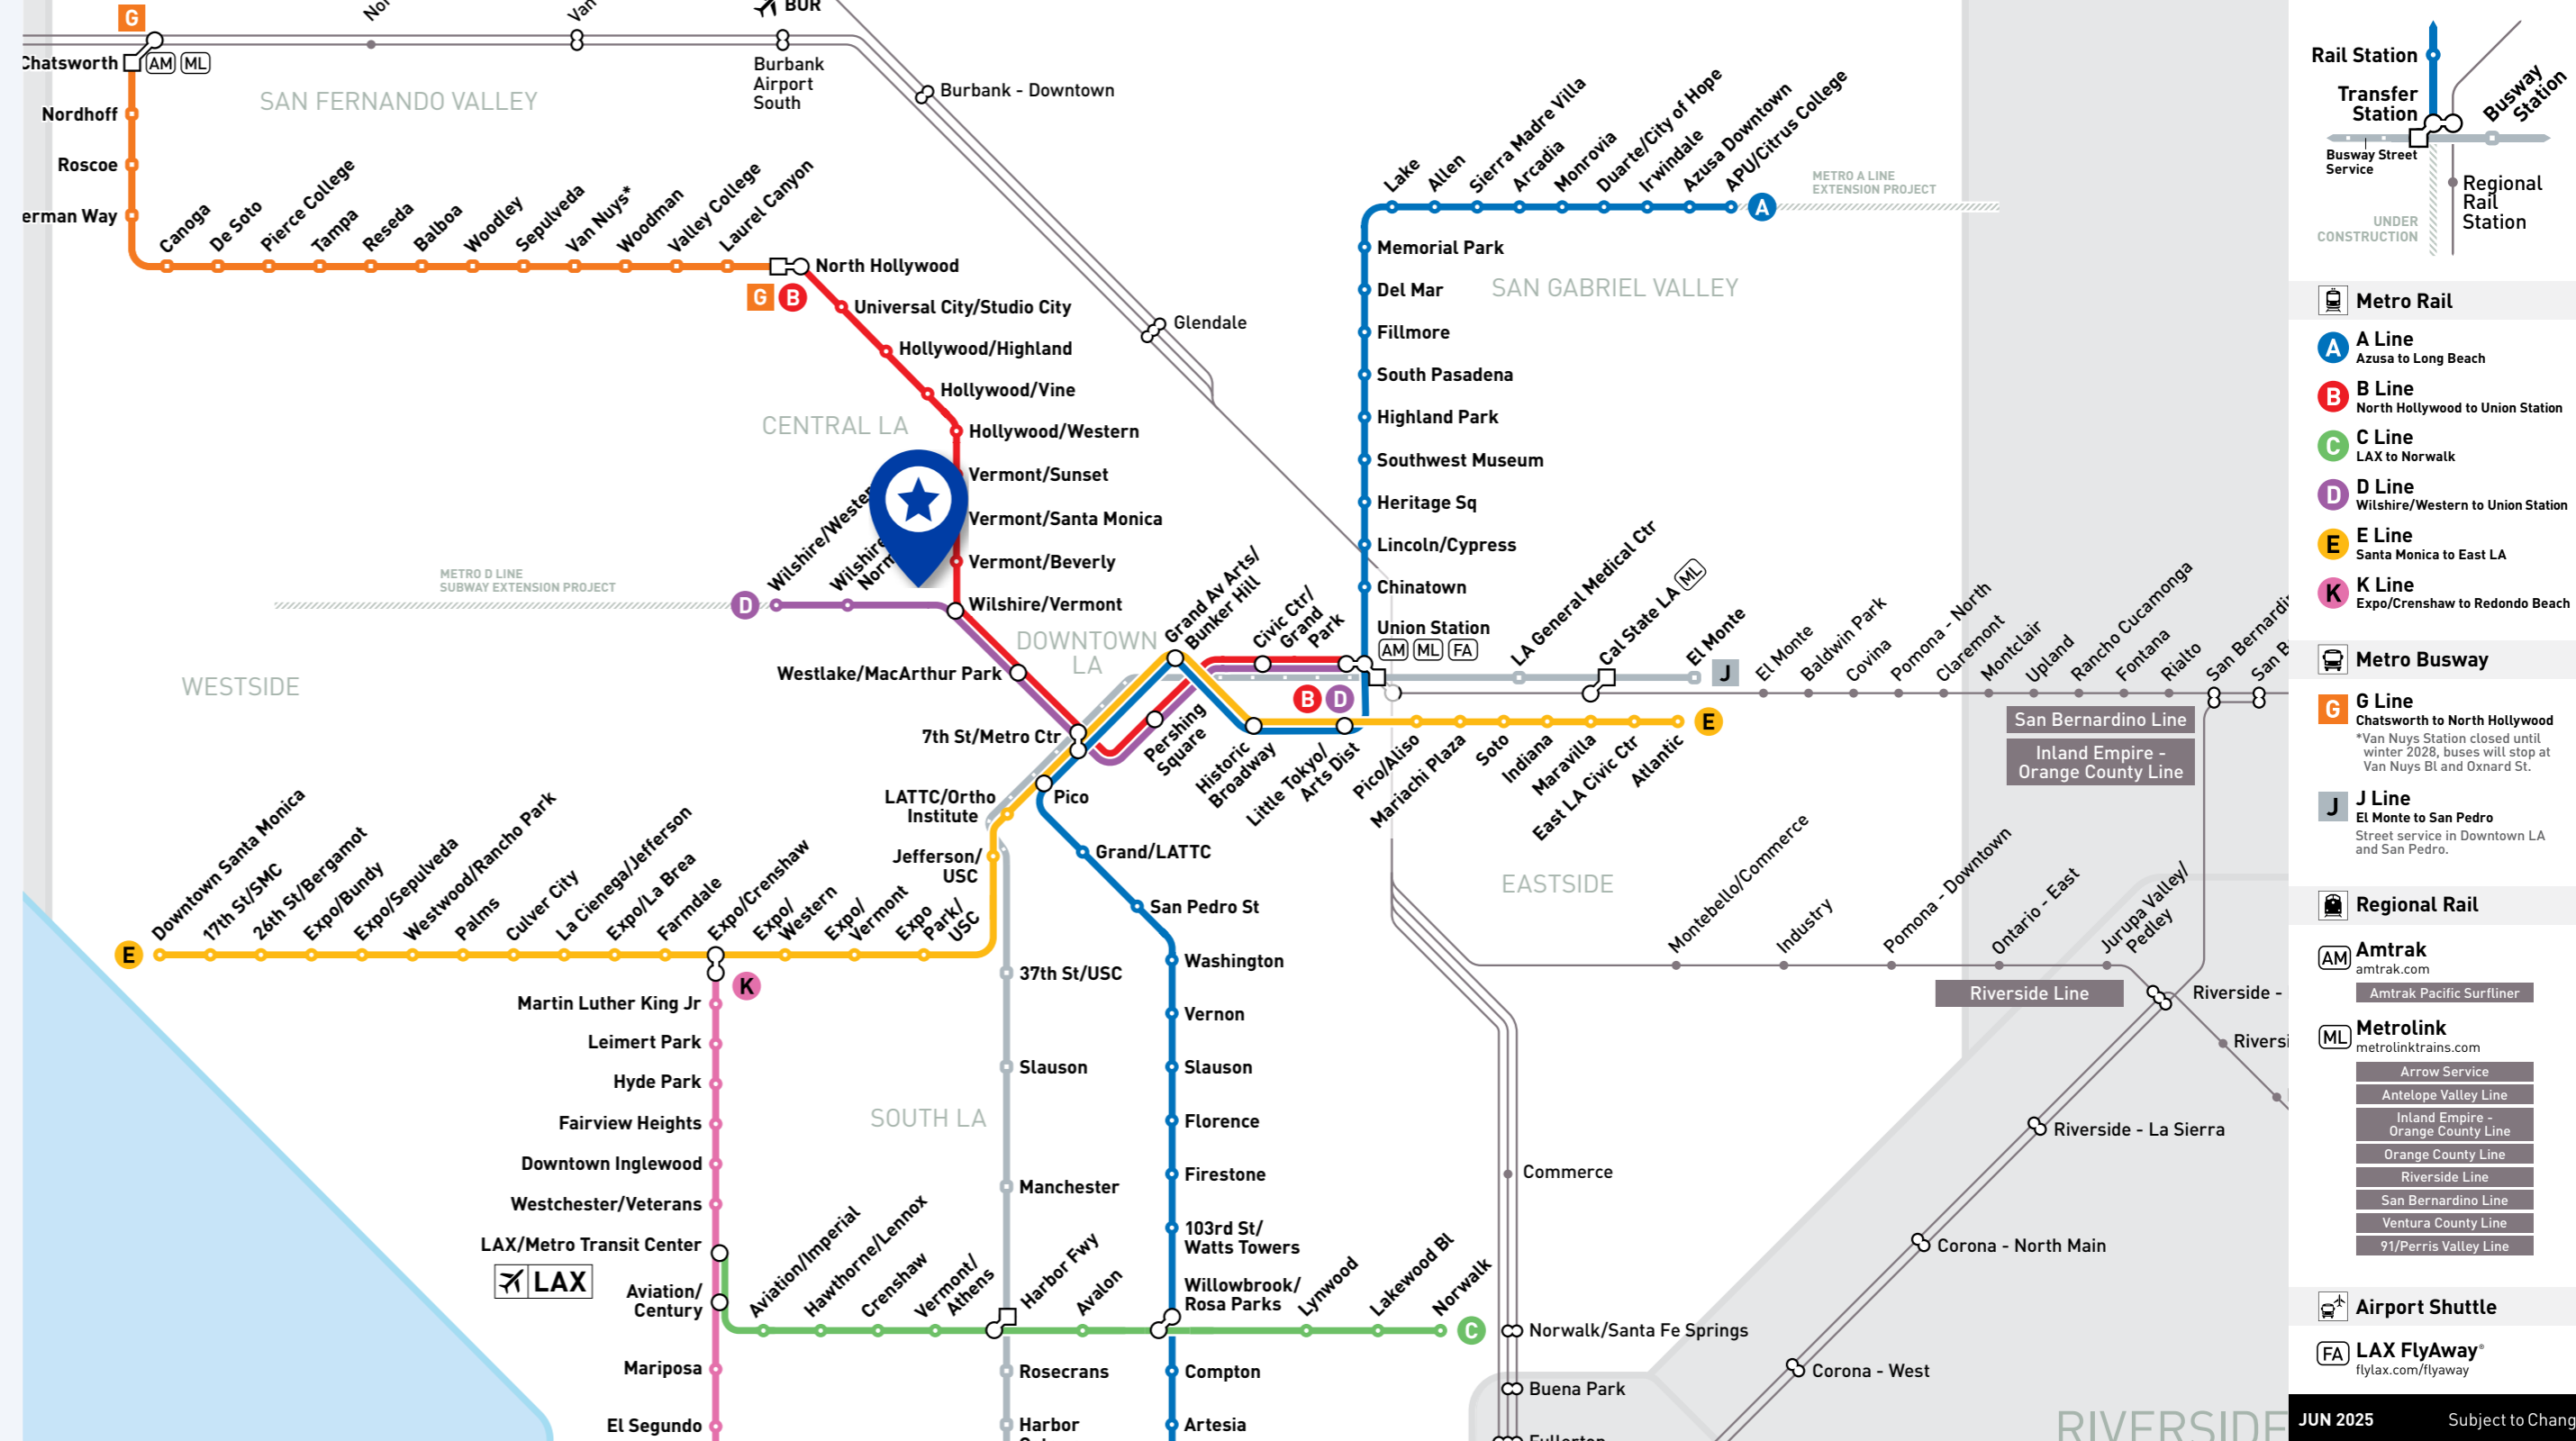 G
BUR
Chatsworth
AM
ML
Nordhoff
Roscoe
erman Way
SAN FERNANDO VALLEY
Burbank
Airport
South
Burbank - Downtown
Glendale
Canoga
De Soto
Pierce College
Tampa
Reseda
Balboa
Woodley
Sepulveda
Van Nuys*
Woodman
Valley College
Laurel Canyon
North Hollywood
G
B
Universal City/Studio City
Hollywood/Highland
Hollywood/Vine
CENTRAL LA
Hollywood/Western
Vermont/Sunset
Vermont/Santa Monica
Vermont/Beverly
Wilshire/Vermont
METRO D LINE
SUBWAY EXTENSION PROJECT
D
Westlake/MacArthur Park
DOWNTOWN
LA
WESTSIDE
7th St/Metro Ctr
Pershing
Square
Grand Av Arts/
Bunker Hill
Civic Ctr/
Grand
Park
B
D
Historic
Broadway
Little Tokyo/
Arts Dist
Lake
Allen
Sierra Madre Villa
Arcadia
Monrovia
Duarte/City of Hope
Irwindale
Azusa Downtown
APU/Citrus College
A
METRO A LINE
EXTENSION PROJECT
Memorial Park
Del Mar
Fillmore
South Pasadena
Highland Park
Southwest Museum
Heritage Sq
Lincoln/Cypress
Chinatown
Union Station
AM
ML
FA
SAN GABRIEL VALLEY
LA General Medical Ctr
Cal State LA
ML
El Monte
J
El Monte
Baldwin Park
Covina
Pomona - North
Claremont
Montclair
Upland
Rancho Cucamonga
Fontana
Rialto
San Bernardin
San B
San Bernardino Line
Inland Empire -
Orange County Line
Pico/Aliso
Mariachi Plaza
Soto
Indiana
Maravilla
East LA Civic Ctr
Atlantic
E
EASTSIDE
Montebello/Commerce
Industry
Pomona - Downtown
Ontario - East
Jurupa Valley/
Pedley
Riverside Line
Riverside -
Riversi
Riverside - La Sierra
Corona - North Main
Corona - West
RIVERSIDE
LATTC/Ortho
Institute
Pico
Jefferson/
USC
Grand/LATTC
San Pedro St
Washington
Vernon
Slauson
Florence
Firestone
103rd St/
Watts Towers
Willowbrook/
Rosa Parks
Compton
Artesia
E
Downtown Santa Monica
17th St/SMC
26th St/Bergamot
Expo/Bundy
Expo/Sepulveda
Westwood/Rancho Park
Palms
Culver City
La Cienega/Jefferson
Expo/La Brea
Farmdale
Expo/Crenshaw
Expo/
Western
Expo/
Vermont
Expo
Park/
USC
K
Martin Luther King Jr
Leimert Park
Hyde Park
Fairview Heights
Downtown Inglewood
Westchester/Veterans
LAX/Metro Transit Center
LAX
Aviation/
Century
Mariposa
El Segundo
SOUTH LA
37th St/USC
Slauson
Manchester
Rosecrans
Harbor
Aviation/Imperial
Hawthorne/Lennox
Crenshaw
Vermont/
Athens
Harbor Fwy
Avalon
Lynwood
Lakewood Bl
Norwalk
C
Commerce
Norwalk/Santa Fe Springs
Buena Park
Rail Station
Transfer
Station
Busway
Station
Busway Street
Service
Regional
Rail
Station
UNDER
CONSTRUCTION
Metro Rail
A
A Line
Azusa to Long Beach
B
B Line
North Hollywood to Union Station
C
C Line
LAX to Norwalk
D
D Line
Wilshire/Western to Union Station
E
E Line
Santa Monica to East LA
K
K Line
Expo/Crenshaw to Redondo Beach
Metro Busway
G
G Line
Chatsworth to North Hollywood
*Van Nuys Station closed until
winter 2028, buses will stop at
Van Nuys Bl and Oxnard St.
J
J Line
El Monte to San Pedro
Street service in Downtown LA
and San Pedro.
Regional Rail
AM
Amtrak
amtrak.com
Amtrak Pacific Surfliner
ML
Metrolink
metrolinktrains.com
Arrow Service
Antelope Valley Line
Inland Empire -
Orange County Line
Orange County Line
Riverside Line
San Bernardino Line
Ventura County Line
91/Perris Valley Line
Airport Shuttle
FA
LAX FlyAway®
flylax.com/flyaway
JUN 2025
Subject to Chang